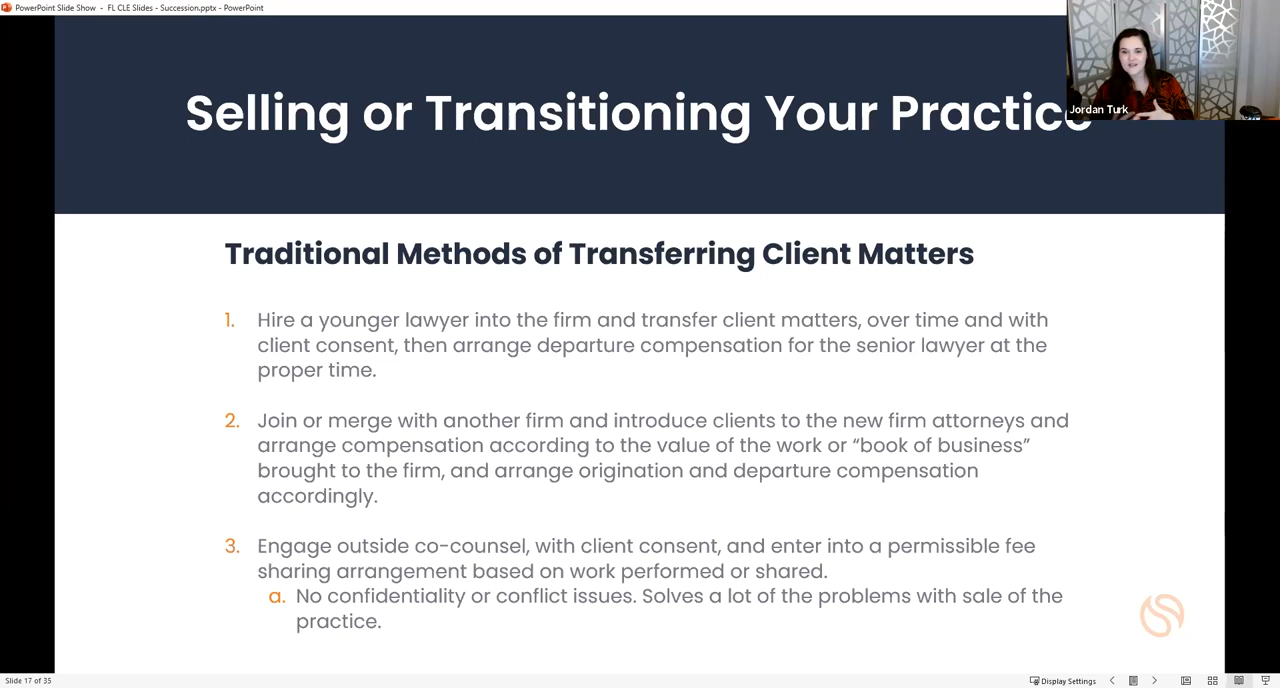 PowerPoint Slide Show - FL CLE Slides - Succession.pptx - PowerPoint
Selling or Transitioning Your Practice
Jordan Turk
Traditional Methods of Transferring Client Matters
1. Hire a younger lawyer into the firm and transfer client matters, over time and with
client consent, then arrange departure compensation for the senior lawyer at the
proper time.
2. Join or merge with another firm and introduce clients to the new firm attorneys and
arrange compensation according to the value of the work or “book of business”
brought to the firm, and arrange origination and departure compensation
accordingly.
3. Engage outside co-counsel, with client consent, and enter into a permissible fee
sharing arrangement based on work performed or shared.
a. No confidentiality or conflict issues. Solves a lot of the problems with sale of the
practice.
Slide 17 of 35
Display Settings